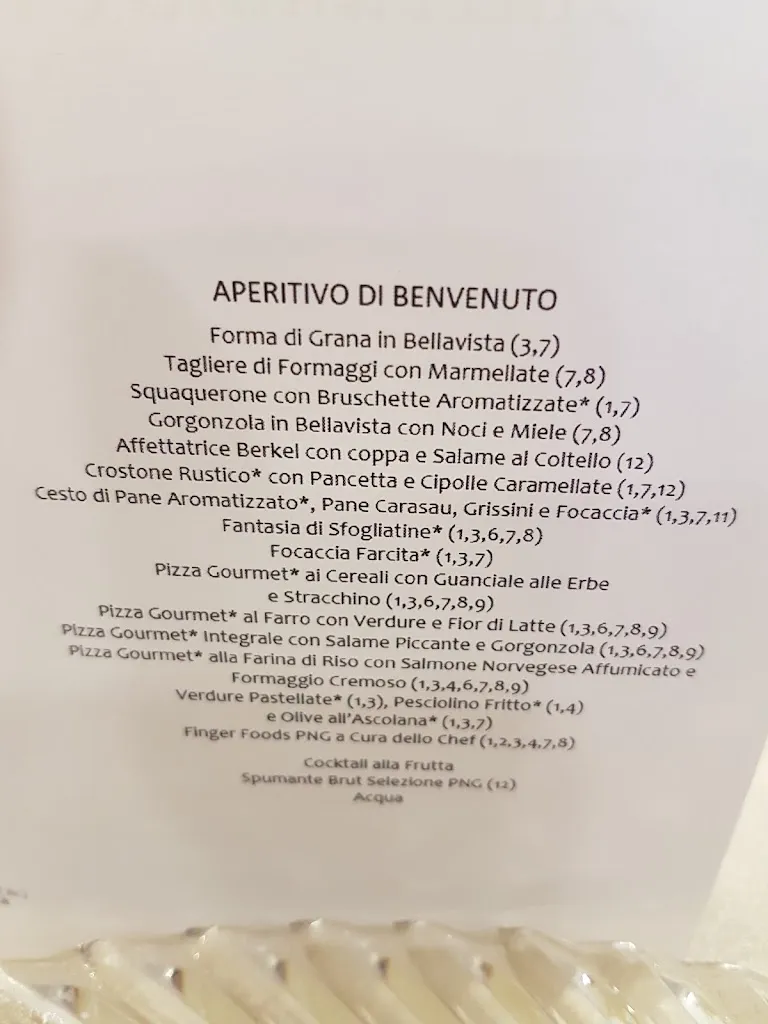 APERITIVO DI BENVENUTO
Forma di Grana in Bellavista (3,7)
Tagliere di Formaggi con Marmellate (7,8)
Squaquerone con Bruschette Aromatizzate* (1,7)
Gorgonzola in Bellavista con Noci e Miele (7,8)
Affettatrice Berkel con coppa e Salame al Coltello (12)
Crostone Rustico* con Pancetta e Cipolle Caramellate (1,7,12)
Cesto di Pane Aromatizzato*, Pane Carasau, Grissini e Focaccia* (1,3,7,11)
Fantasia di Sfogliatine* (1,3,6,7,8)
Focaccia Farcita* (1,3,7)
Pizza Gourmet* ai Cereali con Guanciale alle Erbe
e Stracchino (1,3,6,7,8,9)
Pizza Gourmet* al Farro con Verdure e Fior di Latte (1,3,6,7,8,9)
Pizza Gourmet* Integrale con Salame Piccante e Gorgonzola (1,3,6,7,8,9)
Pizza Gourmet* alla Farina di Riso con Salmone Norvegese Affumicato e
Formaggio Cremoso (1,3,4,6,7,8,9)
Verdure Pastellate* (1,3), Pesciolino Fritto* (1,4)
e Olive all'Ascolana* (1,3,7)
Finger Foods PNG a Cura dello Chef (1,2,3,4,7,8)
Cocktail alla Frutta
Spumante Brut Selezione PNG (12)
Acqua